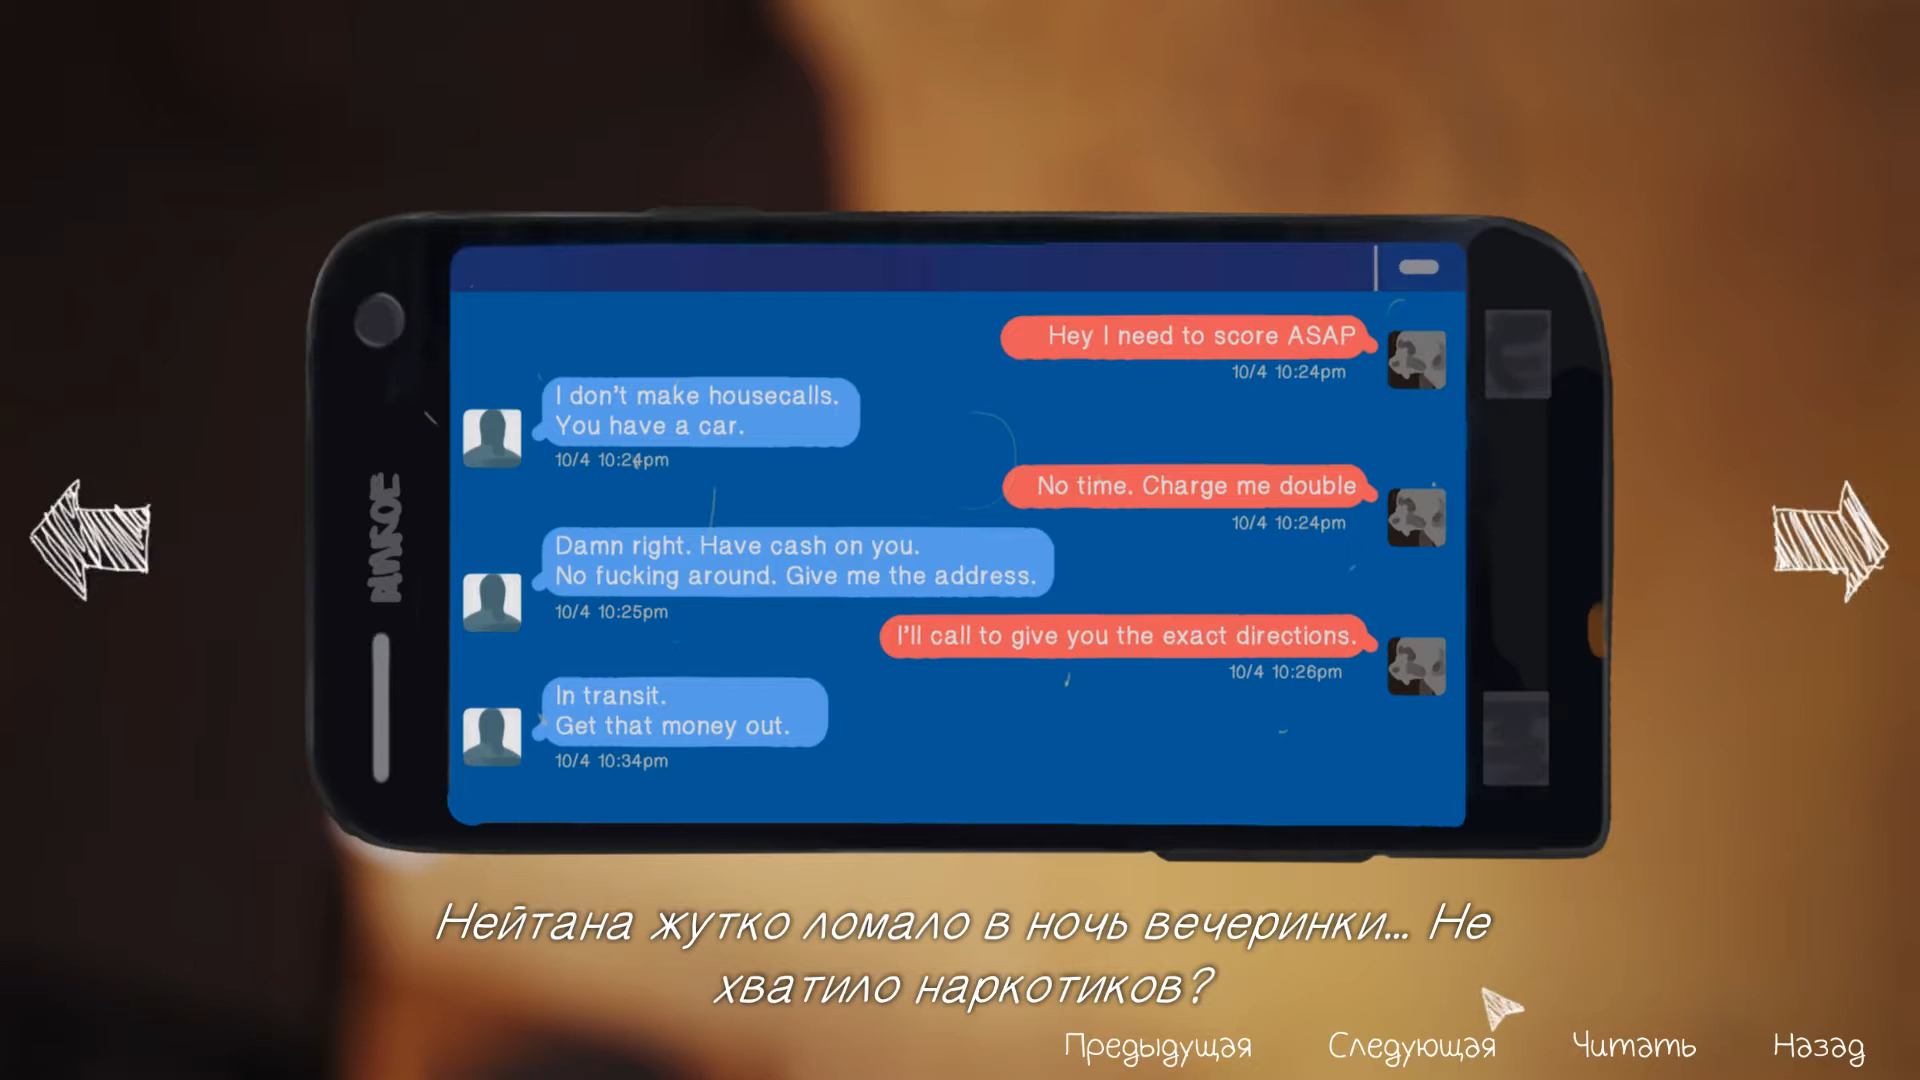 Hey I need to score ASAP
10/4 10:24pm
I don't make housecalls.
You have a car.
10/4 10:24pm
No time. Charge me double
10/4 10:24pm
Damn right. Have cash on you.
No fucking around. Give me the address.
10/4 10:25pm
I'll call to give you the exact directions.
10/4 10:26pm
In transit.
Get that money out.
10/4 10:34pm
Нейтана жутко ломало в ночь вечеринки... Не
хватило наркотиков?
Предыдущая
Следующая
Читать
Назад